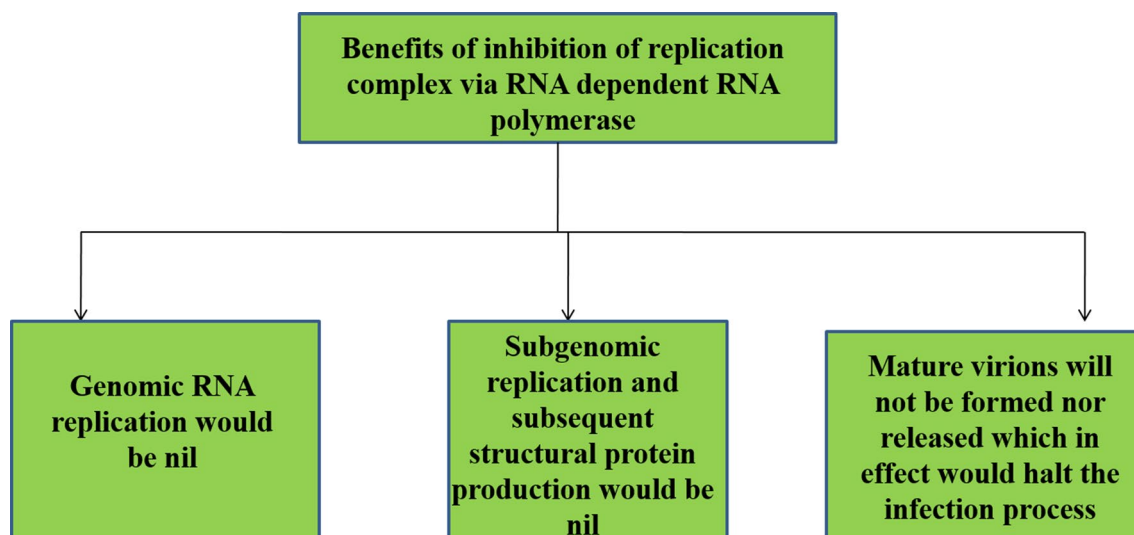 Benefits of inhibition of replication
complex via RNA dependent RNA
polymerase
Genomic RNA
replication would
be nil
Subgenomic
replication and
subsequent
structural protein
production would be
nil
Mature virions will
not be formed nor
released which in
effect would halt the
infection process